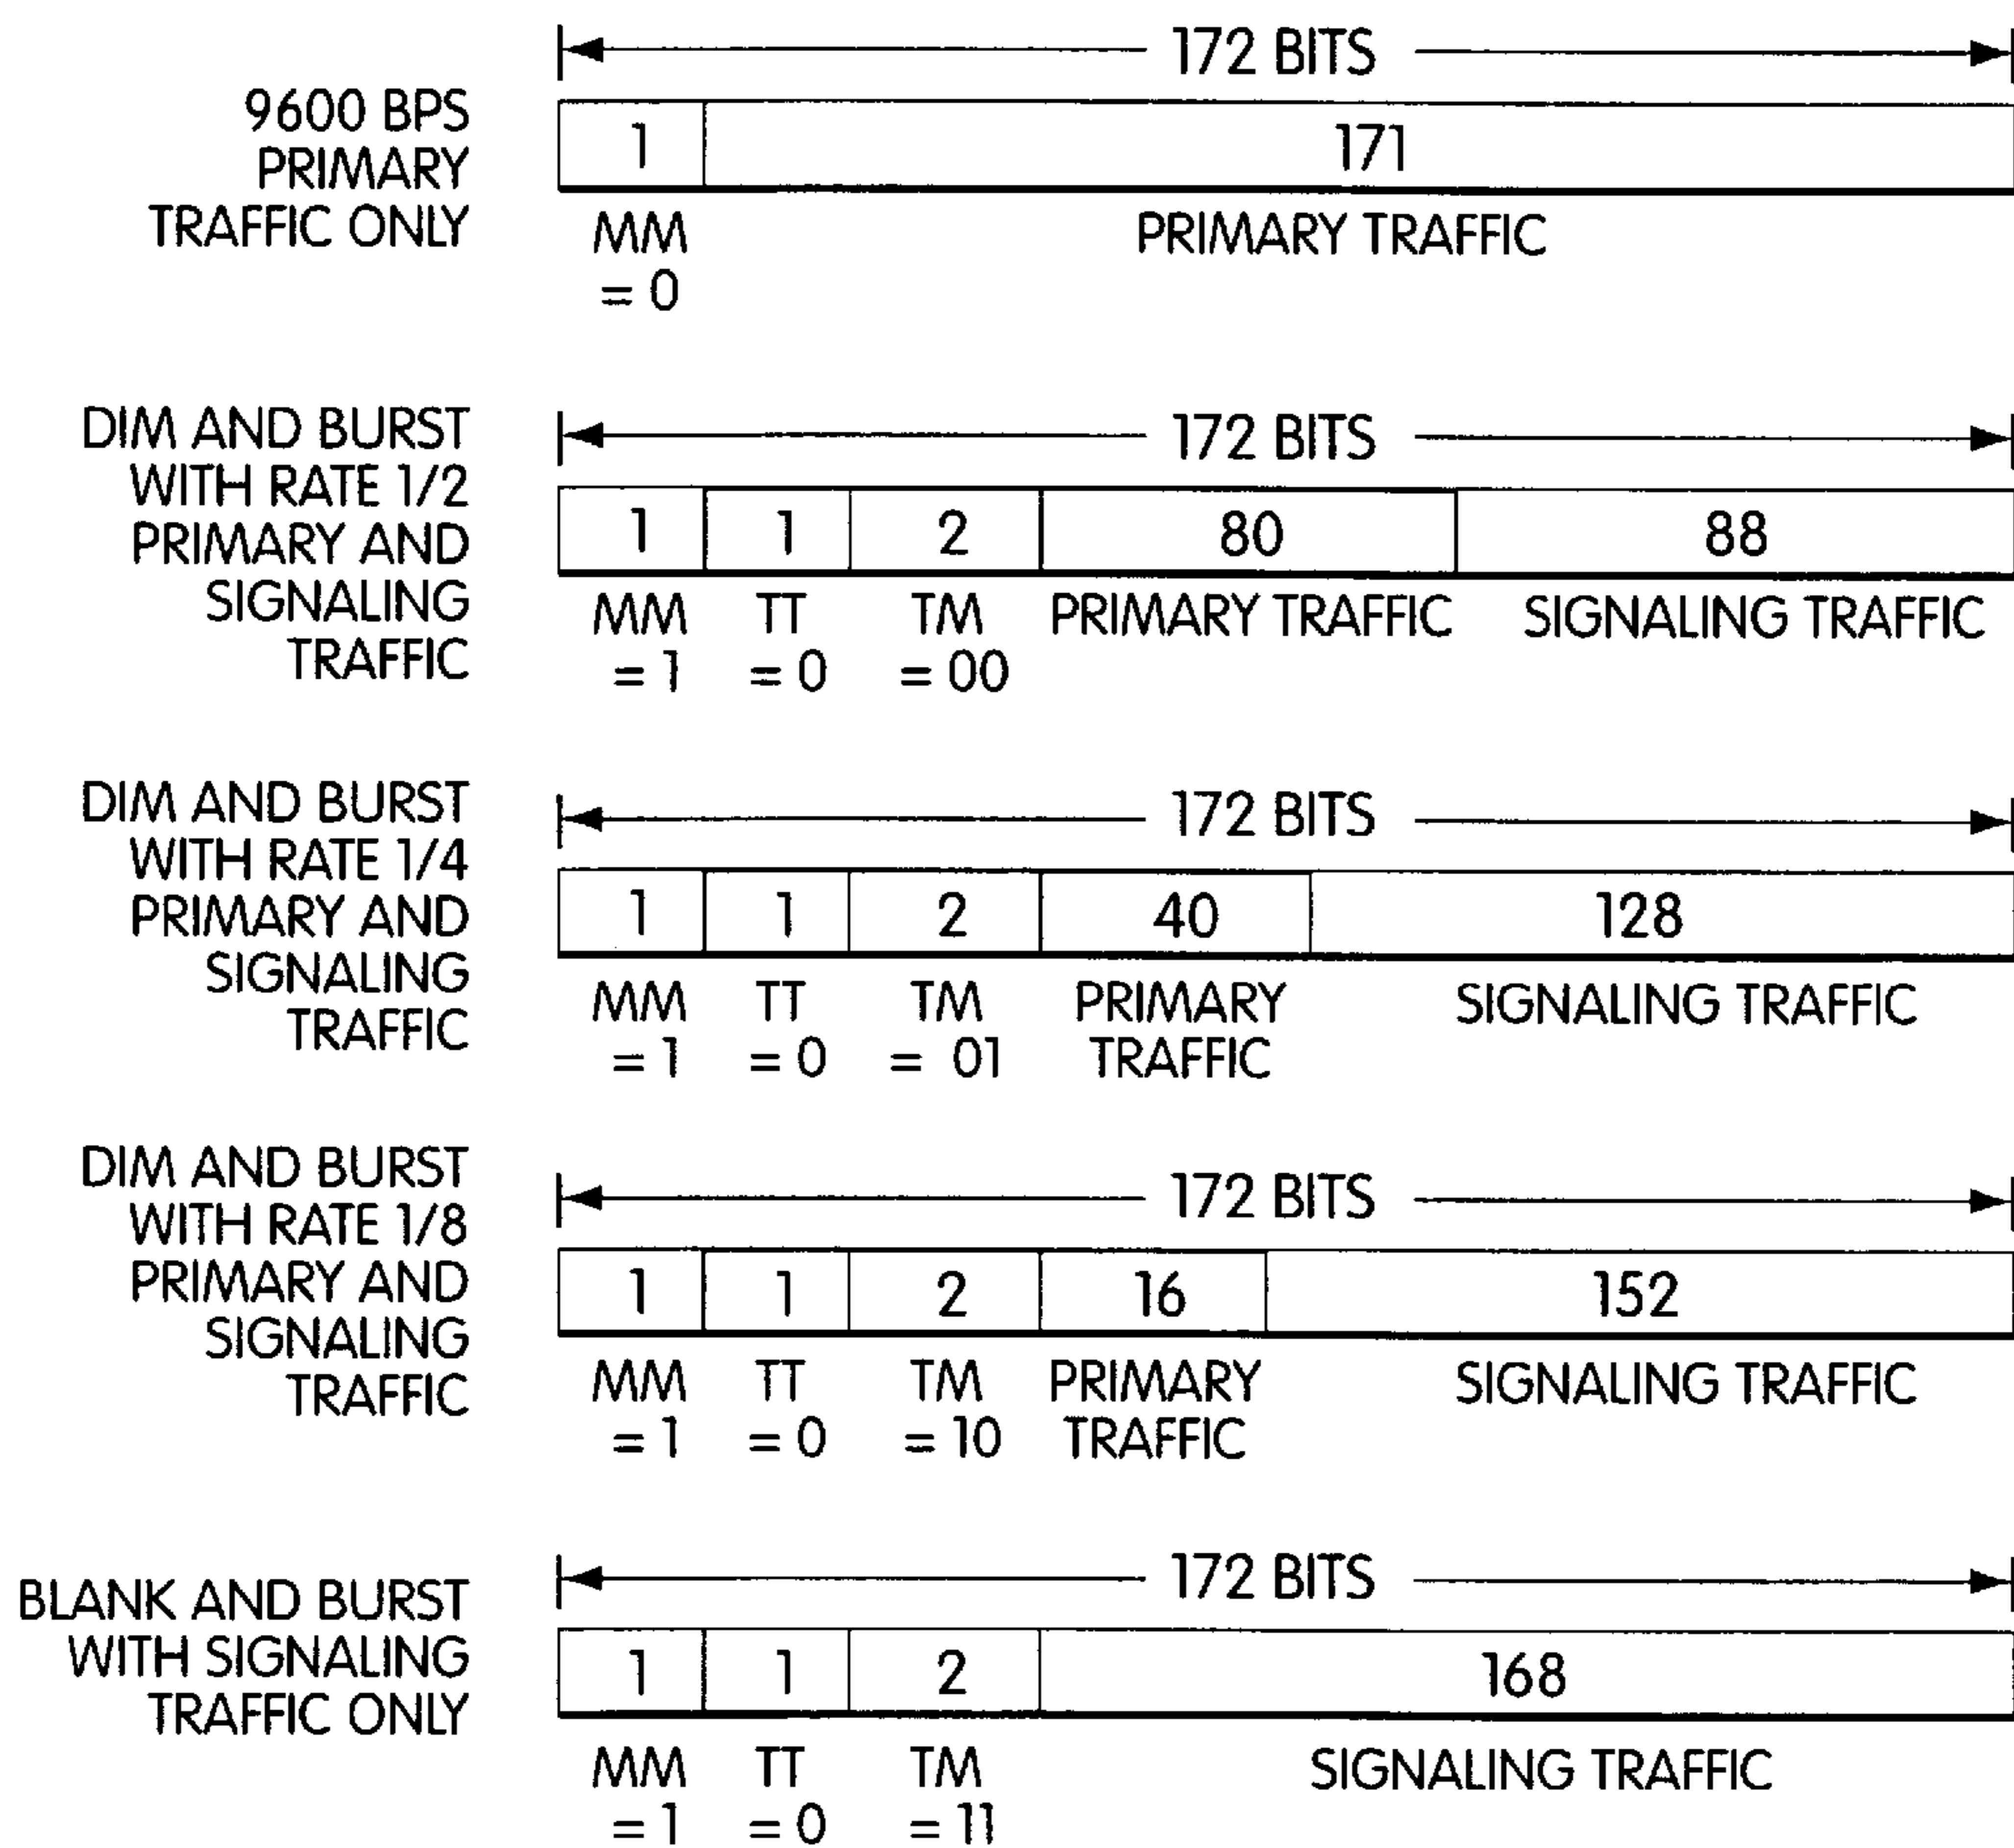 172 BITS
9600 BPS
PRIMARY
TRAFFIC ONLY
1 171
MM
= 0
PRIMARY TRAFFIC
DIM AND BURST
WITH RATE 1/2
PRIMARY AND
SIGNALING
TRAFFIC
172 BITS
1 1 2 80 88
MM TT TM PRIMARY TRAFFIC SIGNALING TRAFFIC
= 1 = 0 = 00
DIM AND BURST
WITH RATE 1/4
PRIMARY AND
SIGNALING
TRAFFIC
172 BITS
1 1 2 40 128
MM TT TM PRIMARY SIGNALING TRAFFIC
= 1 = 0 = 01 TRAFFIC
DIM AND BURST
WITH RATE 1/8
PRIMARY AND
SIGNALING
TRAFFIC
172 BITS
1 1 2 16 152
MM TT TM PRIMARY SIGNALING TRAFFIC
= 1 = 0 = 10 TRAFFIC
BLANK AND BURST
WITH SIGNALING
TRAFFIC ONLY
172 BITS
1 1 2 168
MM TT TM SIGNALING TRAFFIC
= 1 = 0 = 11